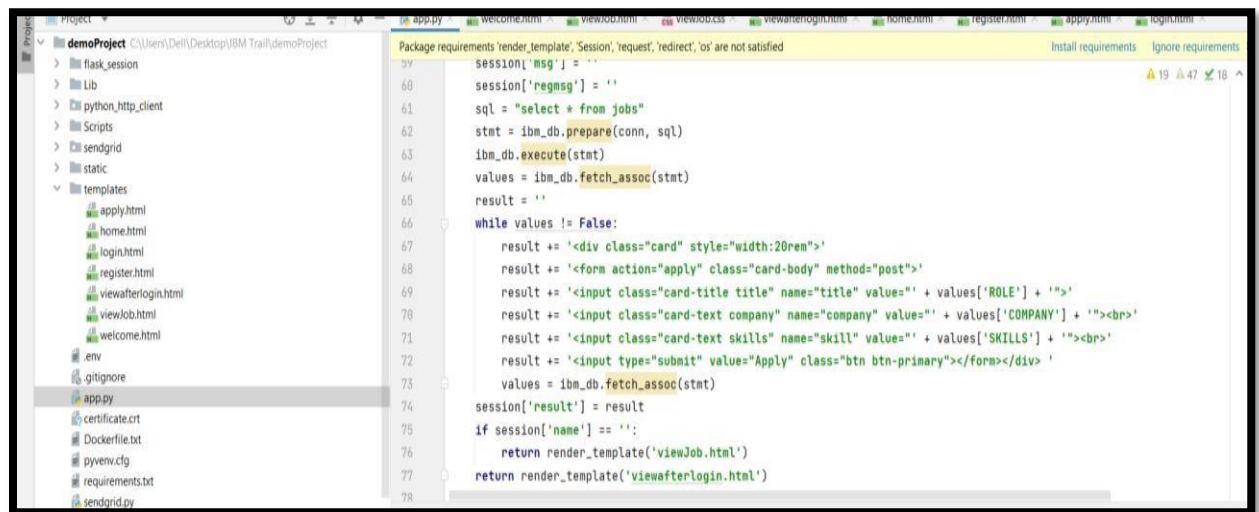 Project
app.py welcome.html viewJob.html viewJob.css viewafterlogin.html home.html register.html apply.html login.html
Project
demoProject C:\Users\Dell\Desktop\IBM Trail\demoProject
flask_session
Lib
python_http_client
Scripts
sendgrid
static
templates
apply.html
home.html
login.html
register.html
viewafterlogin.html
viewJob.html
welcome.html
.env
.gitignore
app.py
certificate.crt
Dockerfile.txt
pyvenv.cfg
requirements.txt
sendgrid.py
Package requirements 'render_template', 'Session', 'request', 'redirect', 'os' are not satisfied Install requirements Ignore requirements
19 47 18
59 session['msg'] = ''
60 session['regmsg'] = ''
61 sql = "select * from jobs"
62 stmt = ibm_db.prepare(conn, sql)
63 ibm_db.execute(stmt)
64 values = ibm_db.fetch_assoc(stmt)
65 result = ''
66 while values != False:
67 result += '<div class="card" style="width:20rem">'
68 result += '<form action="apply" class="card-body" method="post">'
69 result += '<input class="card-title title" name="title" value="' + values['ROLE'] + '">'
70 result += '<input class="card-text company" name="company" value="' + values['COMPANY'] + '"><br>'
71 result += '<input class="card-text skills" name="skill" value="' + values['SKILLS'] + '"><br>'
72 result += '<input type="submit" value="Apply" class="btn btn-primary"></form></div> '
73 values = ibm_db.fetch_assoc(stmt)
74 session['result'] = result
75 if session['name'] == '':
76 return render_template('viewJob.html')
77 return render_template('viewafterlogin.html')
78